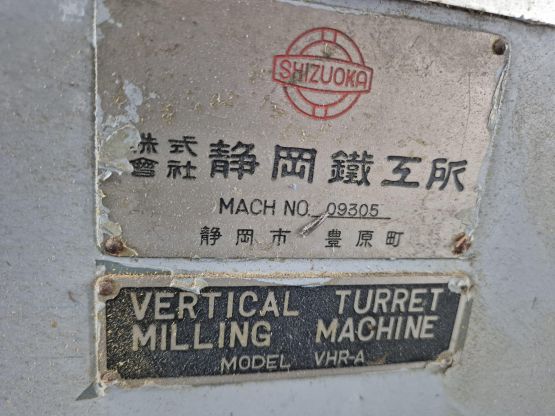 SHIZUOKA
株式會社 静岡鐵工所
MACH NO. 09305
静岡市 豊原町
VERTICAL TURRET
MILLING MACHINE
MODEL VHR-A